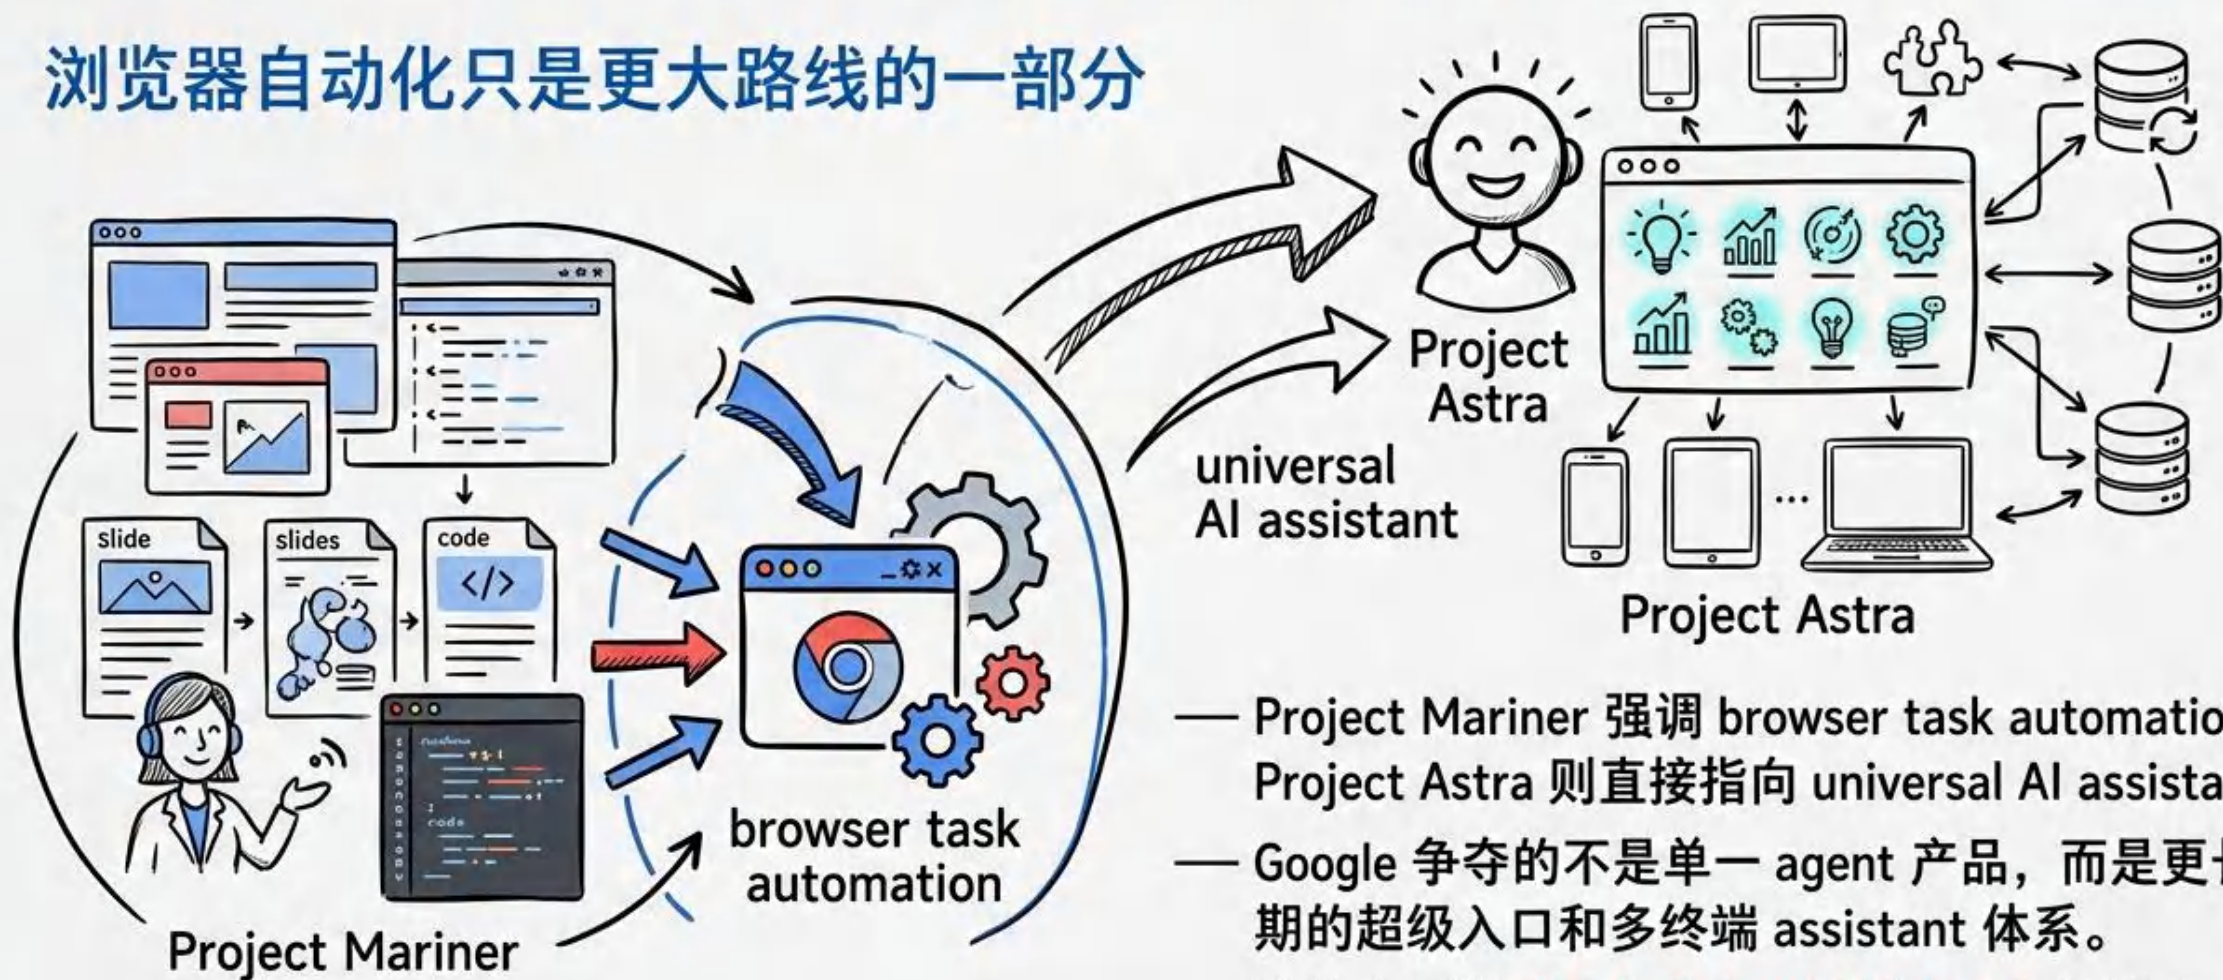 浏览器自动化只是更大路线的一部分
slide
slides
code
</>
code
Project Mariner
browser task
automation
universal
AI assistant
Project
Astra
Project Astra
— Project Mariner 强调 browser task automatio
Project Astra 则直接指向 universal AI assista
— Google 争夺的不是单一 agent 产品，而是更长
期的超级入口和多终端 assistant 体系。